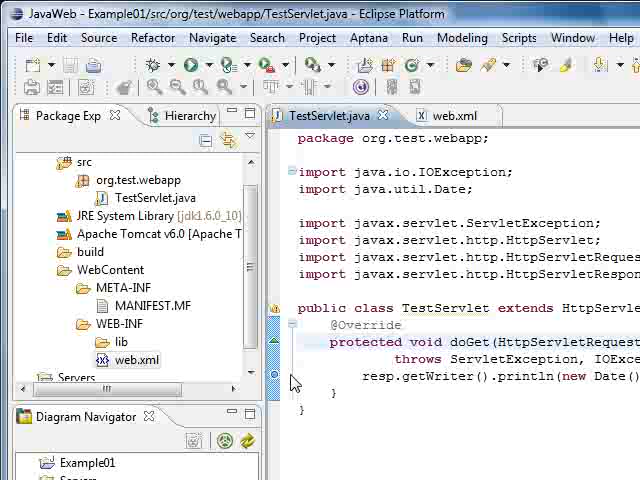 JavaWeb - Example01/src/org/test/webapp/TestServlet.java - Eclipse Platform
File Edit Source Refactor Navigate Search Project Aptana Run Modeling Scripts Window Help
Package Exp
Hierarchy
src
org.test.webapp
TestServlet.java
JRE System Library [jdk1.6.0_10]
Apache Tomcat v6.0 [Apache T
build
WebContent
META-INF
MANIFEST.MF
WEB-INF
lib
web.xml
Servers
Diagram Navigator
Example01
Servers
TestServlet.java
web.xml
package org.test.webapp;
import java.io.IOException;
import java.util.Date;
import javax.servlet.ServletException;
import javax.servlet.http.HttpServlet;
import javax.servlet.http.HttpServletReque
import javax.servlet.http.HttpServletRespon
public class TestServlet extends HttpServle
@Override
protected void doGet(HttpServletRequest
throws ServletException, IOExce
resp.getWriter().println(new Date()
}
}